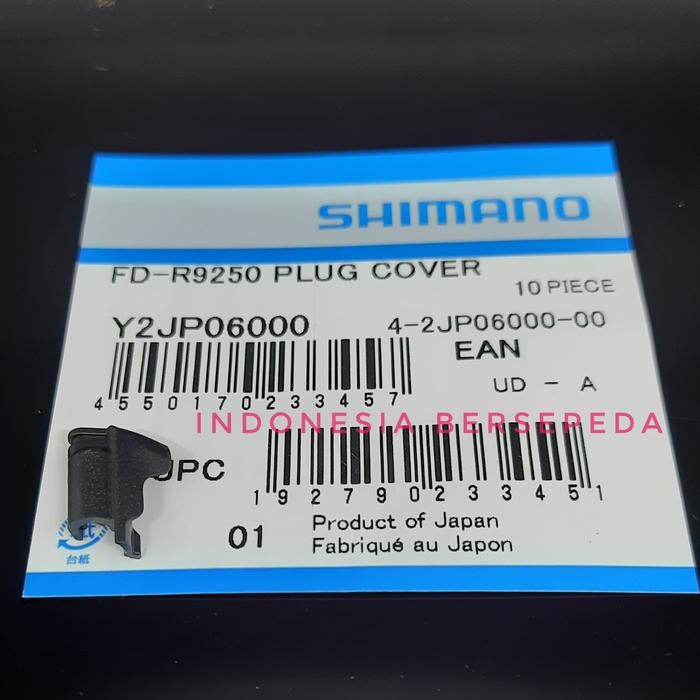 SHIMANO
FD-R9250 PLUG COVER
10 PIECE
Y2JP06000
4-2JP06000-00
EAN
4550170233457
UD - A
INDONESIA BERSEPEDA
UPC
192790233451
01
Product of Japan
Fabriqué au Japon
台紙